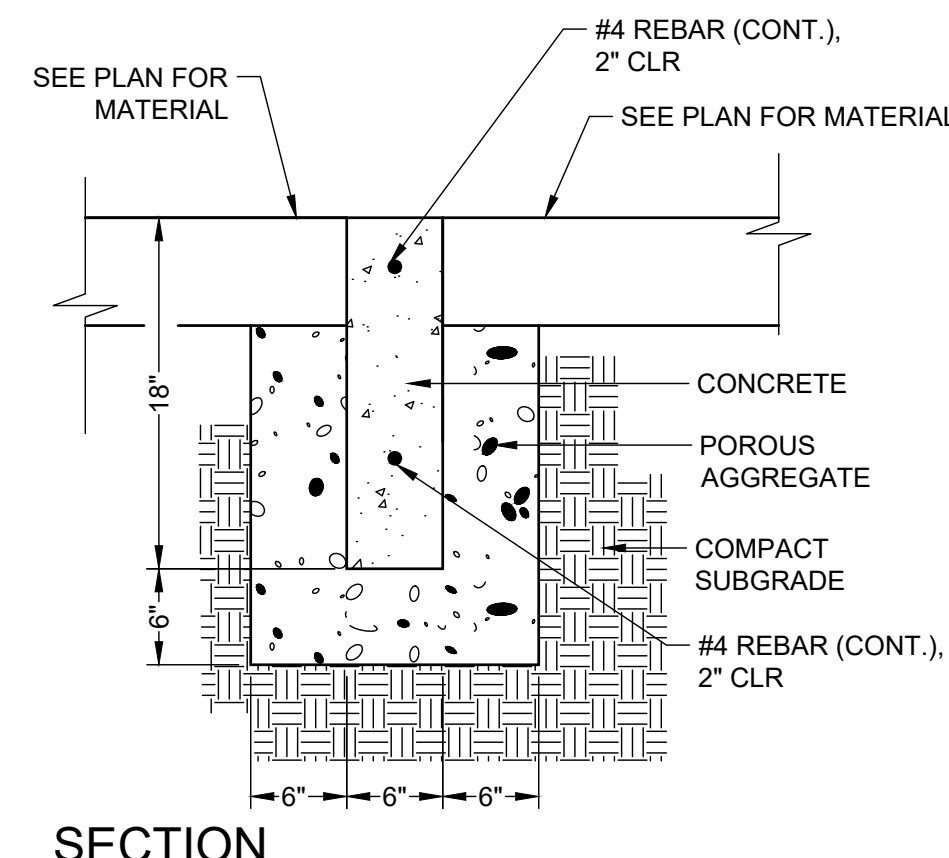 #4 REBAR (CONT.),
2" CLR
SEE PLAN FOR
MATERIAL
SEE PLAN FOR MATERIAL
18"
CONCRETE
POROUS
AGGREGATE
COMPACT
SUBGRADE
6"
#4 REBAR (CONT.),
2" CLR
6" 6" 6"
SECTION